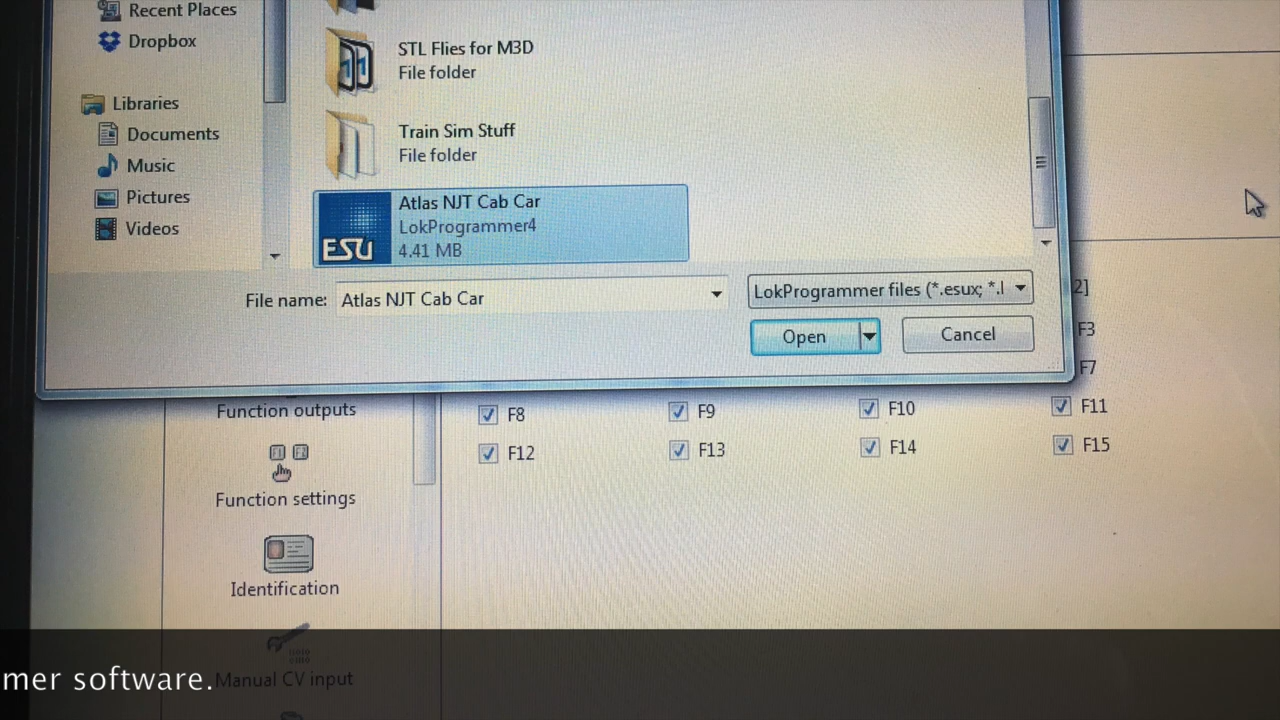 Recent Places
Dropbox
Libraries
Documents
Music
Pictures
Videos
STL Flies for M3D
File folder
Train Sim Stuff
File folder
ESU
Atlas NJT Cab Car
LokProgrammer4
4.41 MB
File name: Atlas NJT Cab Car
LokProgrammer files (*.esux; *.l
Open
Cancel
2]
F3
F7
F8 F9 F10 F11
F12 F13 F14 F15
Function outputs
F1 F2
Function settings
Identification
Manual CV input
mer software.